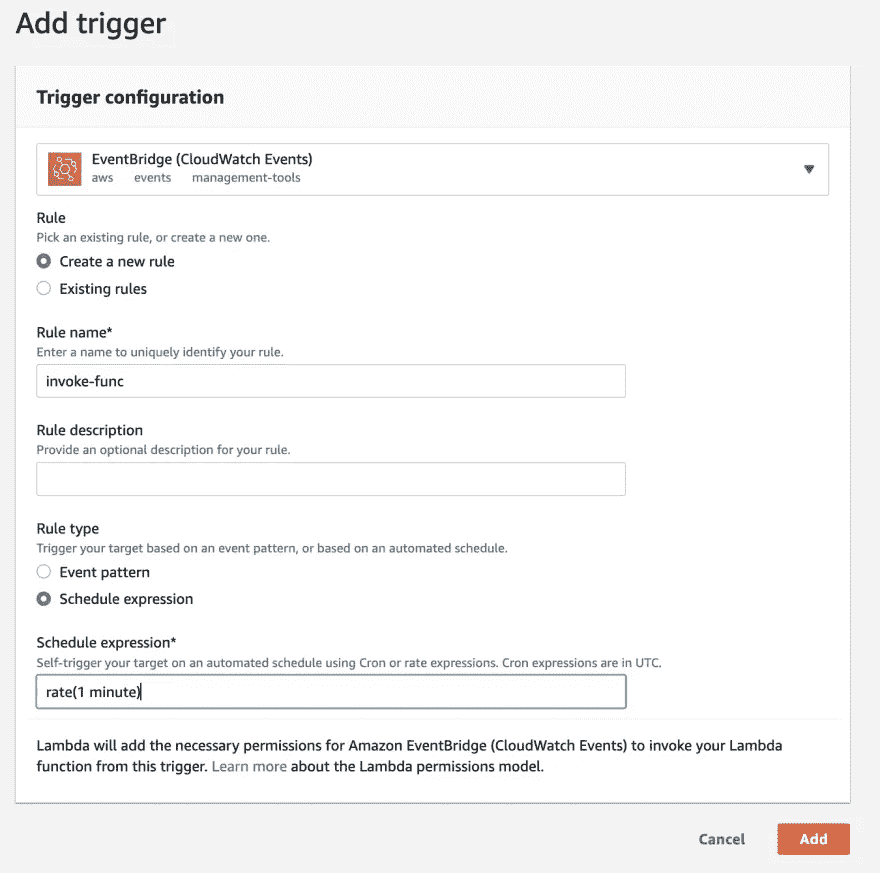 Add trigger
Trigger configuration
EventBridge (CloudWatch Events)
aws events management-tools
Rule
Pick an existing rule, or create a new one.
Create a new rule
Existing rules
Rule name*
Enter a name to uniquely identify your rule.
invoke-func
Rule description
Provide an optional description for your rule.
Rule type
Trigger your target based on an event pattern, or based on an automated schedule.
Event pattern
Schedule expression
Schedule expression*
Self-trigger your target on an automated schedule using Cron or rate expressions. Cron expressions are in UTC.
rate(1 minute)
Lambda will add the necessary permissions for Amazon EventBridge (CloudWatch Events) to invoke your Lambda
function from this trigger. Learn more about the Lambda permissions model.
Cancel Add